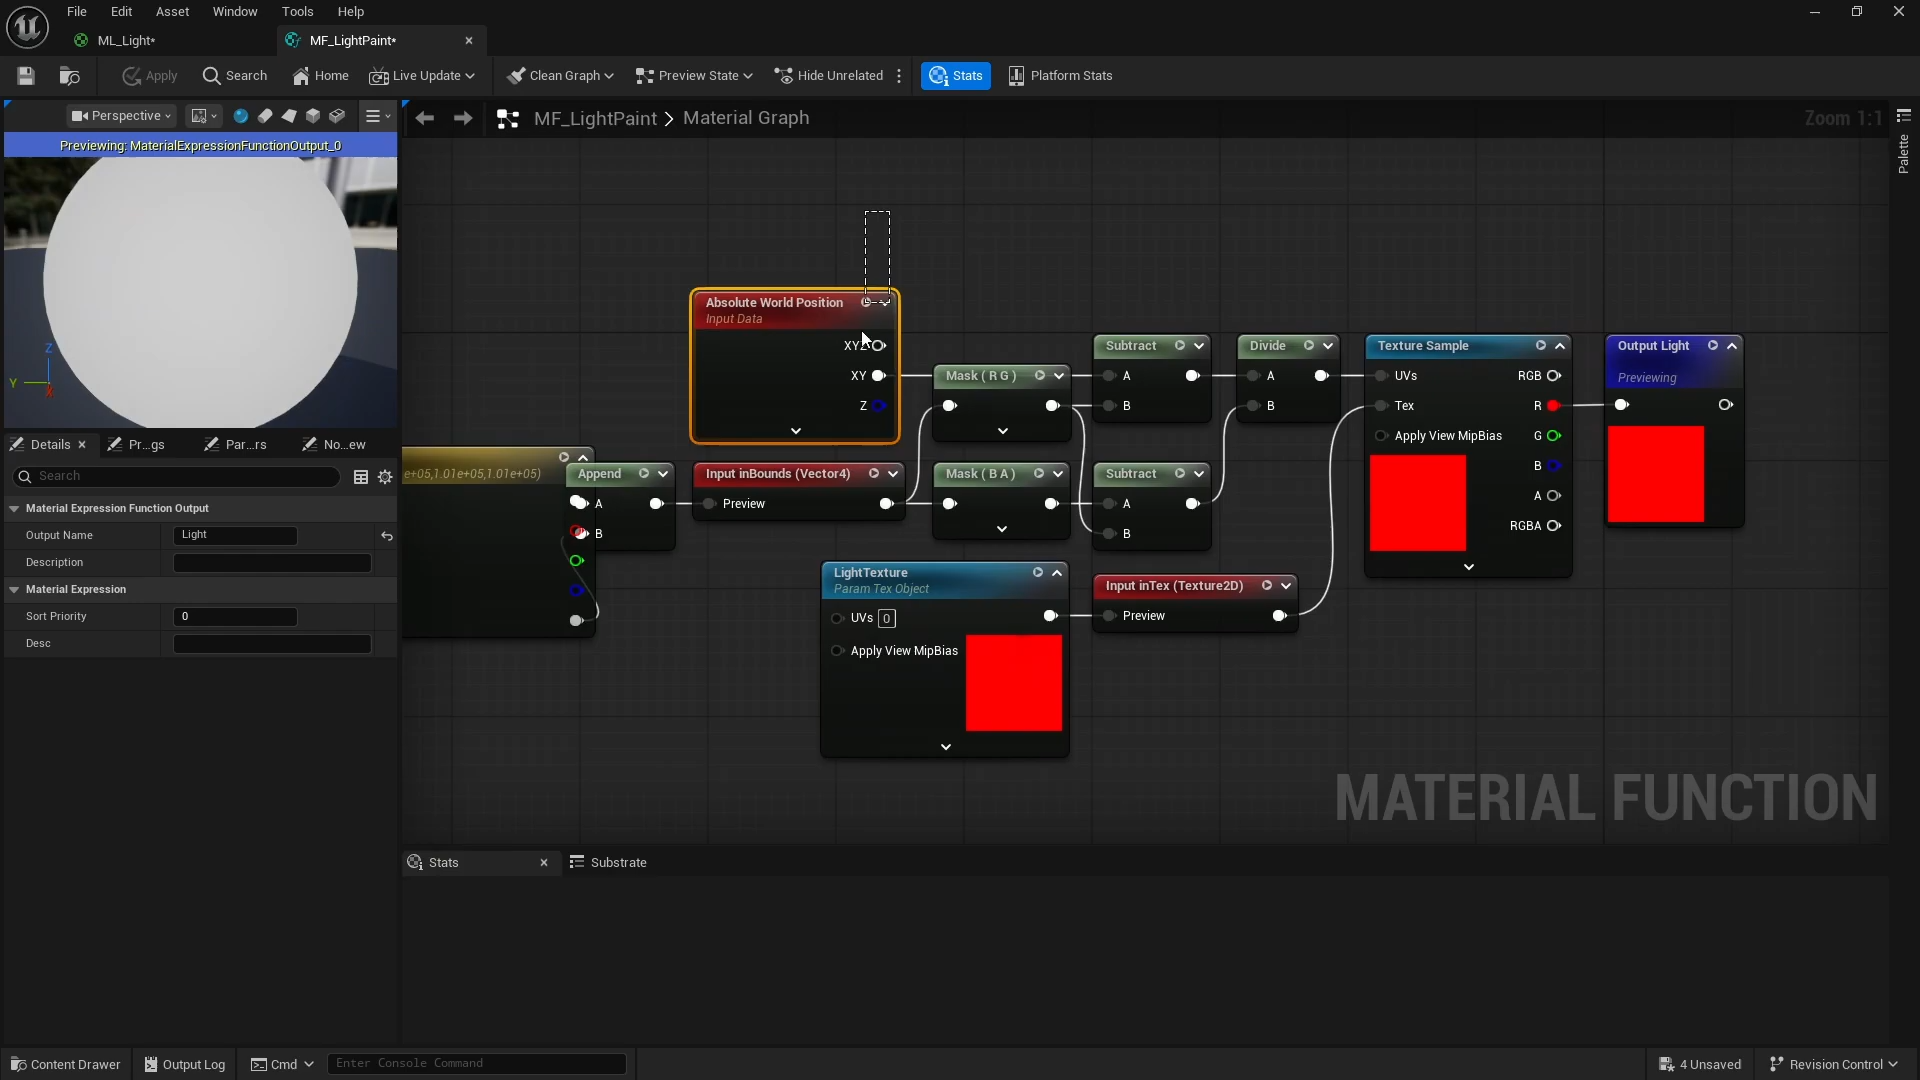 File Edit Asset Window Tools Help
ML_Light* MF_LightPaint*
Apply Search Home Live Update Clean Graph Preview State Hide Unrelated Stats Platform Stats
Perspective
MF_LightPaint > Material Graph
Zoom 1:1
Palette
Previewing: MaterialExpressionFunctionOutput_0
Z
Y
X
Details Pr...gs Par...rs No...ew
Search
Material Expression Function Output
Output Name Light
Description
Material Expression
Sort Priority 0
Desc
Absolute World Position
Input Data
XYZ
XY
Z
e+05,1.01e+05,1.01e+05)
Append
A
B
Input inBounds (Vector4)
Preview
Mask ( R G )
Mask ( B A )
Subtract
A
B
Subtract
A
B
Divide
A
B
LightTexture
Param Tex Object
UVs 0
Apply View MipBias
Input inTex (Texture2D)
Preview
Texture Sample
UVs RGB
Tex R
Apply View MipBias G
B
A
RGBA
Output Light
Previewing
MATERIAL FUNCTION
Stats Substrate
Content Drawer Output Log Cmd Enter Console Command 4 Unsaved Revision Control